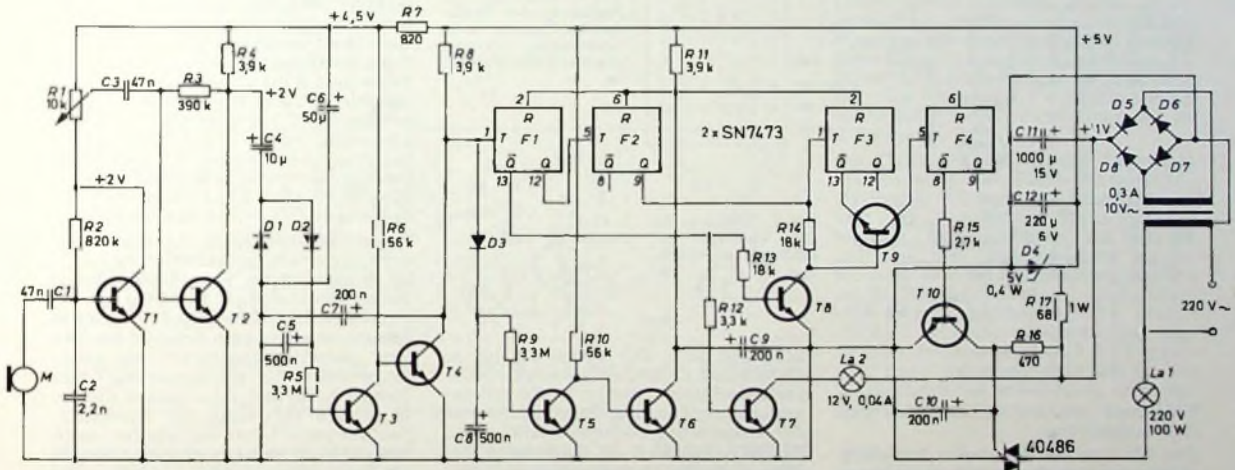 +4,5V
R7
820
R1
10k
C3
47n
R3
390k
R4
3,9k
+2V
C6
50µ
+
C4
10µ
+
+2V
R2
820k
D1
D2
R6
56k
R8
3,9k
D3
47n
C1
T1
T2
C7
200n
+
C5
500n
+
R5
3,3M
T3
T4
M
C2
2,2n
C8
500n
+
R9
3,3M
R10
56k
T5
T6
T7
R11
3,9k
2
R
1
T
F1
Q̄
Q
13
12
6
R
5
T
F2
Q̄
Q
8
9
2 x SN7473
2
R
1
T
F3
Q̄
Q
13
12
6
R
5
T
F4
Q̄
Q
8
9
R12
3,3k
R13
18k
R14
18k
T8
T9
R15
2,7k
T10
C9
200n
+
La 2
12V, 0,04A
C10
200n
+
R16
470
R17
68
1W
D4
5V
0,4W
+5V
C11
1000µ
15V
+
C12
220µ
6V
+
D5
D6
D7
D8
0,3A
10V~
220V~
La 1
220V
100W
40486